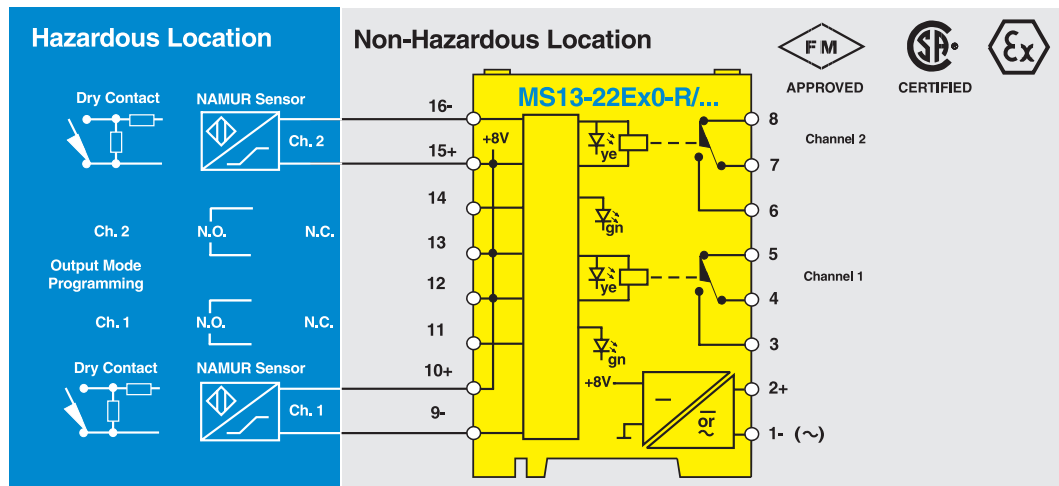 Hazardous Location
Non-Hazardous Location
FM
APPROVED
CSA
CERTIFIED
Ex
MS13-22Ex0-R/...
Dry Contact
NAMUR Sensor
Ch. 2
16-
15+
14
13
12
11
10+
9-
+8V
ye
gn
ye
gn
+8V
or
8
7
6
5
4
3
2+
1- (~)
Channel 2
Channel 1
Ch. 2
N.O.
N.C.
Output Mode
Programming
Ch. 1
N.O.
N.C.
Dry Contact
NAMUR Sensor
Ch. 1